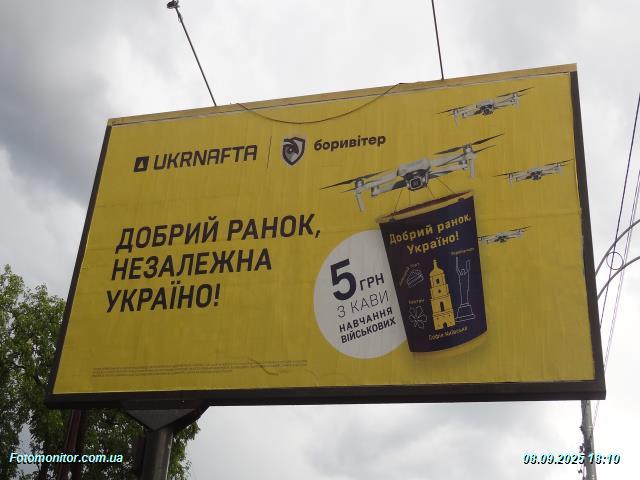 UKRNAFTA
боривітер
ДОБРИЙ РАНОК,
НЕЗАЛЕЖНА
УКРАЇНО!
5 ГРН
З КАВИ
НАВЧАННЯ
ВІЙСЬКОВИХ
Добрий ранок,
Україно!
Софія Київська
Fotomonitor.com.ua
08.09.2025 18:10